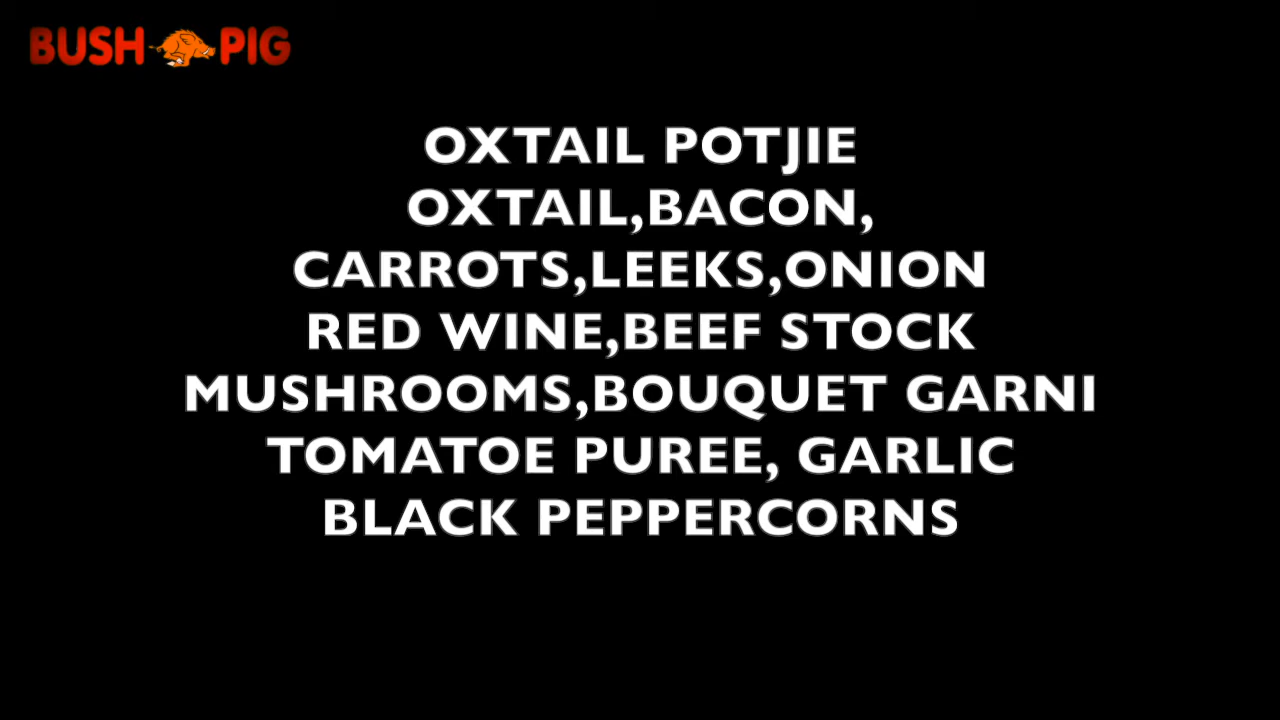 BUSH PIG
OXTAIL POTJIE
OXTAIL,BACON,
CARROTS,LEEKS,ONION
RED WINE,BEEF STOCK
MUSHROOMS,BOUQUET GARNI
TOMATOE PUREE, GARLIC
BLACK PEPPERCORNS